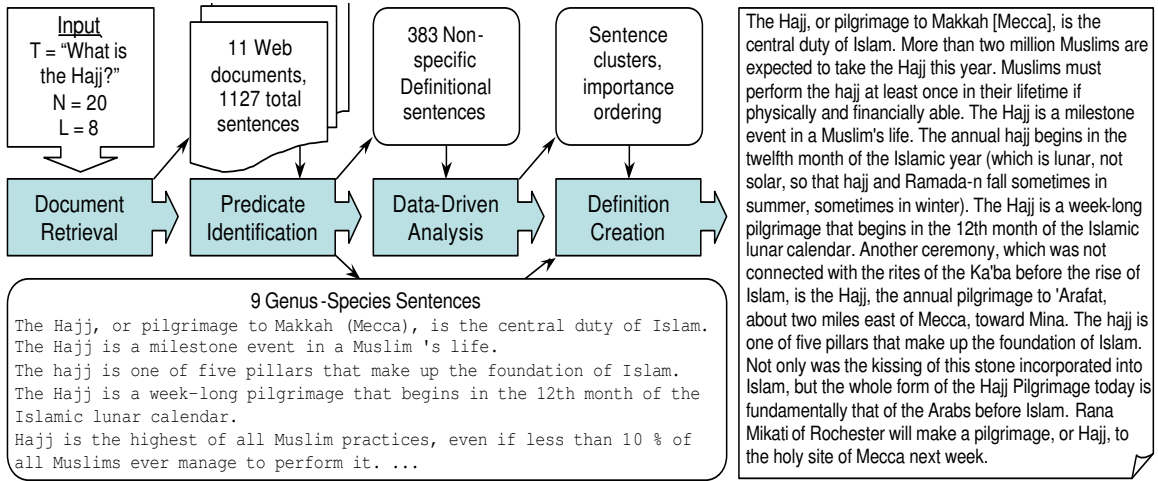 Input
T = “What is
the Hajj?”
N = 20
L = 8
11 Web
documents,
1127 total
sentences
383 Non-
specific
Definitional
sentences
Sentence
clusters,
importance
ordering
Document
Retrieval
Predicate
Identification
Data-Driven
Analysis
Definition
Creation
9 Genus-Species Sentences
The Hajj, or pilgrimage to Makkah (Mecca), is the central duty of Islam.
The Hajj is a milestone event in a Muslim 's life.
The hajj is one of five pillars that make up the foundation of Islam.
The Hajj is a week-long pilgrimage that begins in the 12th month of the
Islamic lunar calendar.
Hajj is the highest of all Muslim practices, even if less than 10 % of
all Muslims ever manage to perform it. ...
The Hajj, or pilgrimage to Makkah [Mecca], is the
central duty of Islam. More than two million Muslims are
expected to take the Hajj this year. Muslims must
perform the hajj at least once in their lifetime if
physically and financially able. The Hajj is a milestone
event in a Muslim's life. The annual hajj begins in the
twelfth month of the Islamic year (which is lunar, not
solar, so that hajj and Ramada-n fall sometimes in
summer, sometimes in winter). The Hajj is a week-long
pilgrimage that begins in the 12th month of the Islamic
lunar calendar. Another ceremony, which was not
connected with the rites of the Ka'ba before the rise of
Islam, is the Hajj, the annual pilgrimage to 'Arafat,
about two miles east of Mecca, toward Mina. The hajj is
one of five pillars that make up the foundation of Islam.
Not only was the kissing of this stone incorporated into
Islam, but the whole form of the Hajj Pilgrimage today is
fundamentally that of the Arabs before Islam. Rana
Mikati of Rochester will make a pilgrimage, or Hajj, to
the holy site of Mecca next week.